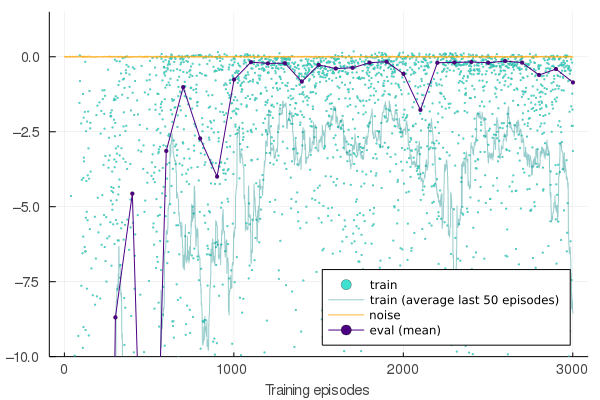 0.0
−2.5
−5.0
−7.5
−10.0
train
train (average last 50 episodes)
noise
eval (mean)
0 1000 2000 3000
Training episodes